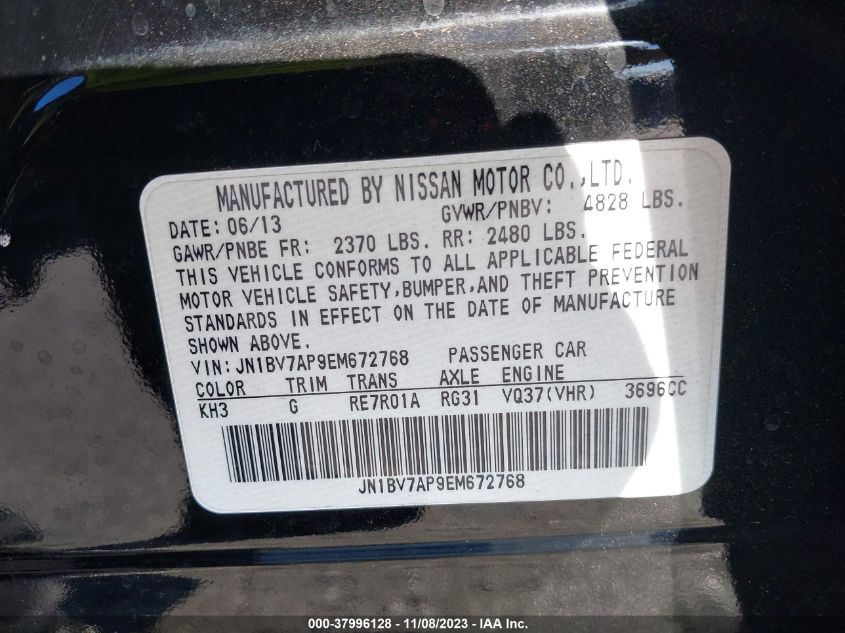 MANUFACTURED BY NISSAN MOTOR CO.,LTD.
DATE: 06/13 GVWR/PNBV: 4828 LBS.
GAWR/PNBE FR: 2370 LBS. RR: 2480 LBS.
THIS VEHICLE CONFORMS TO ALL APPLICABLE FEDERAL
MOTOR VEHICLE SAFETY,BUMPER,AND THEFT PREVENTION
STANDARDS IN EFFECT ON THE DATE OF MANUFACTURE
SHOWN ABOVE.
VIN: JN1BV7AP9EM672768 PASSENGER CAR
COLOR TRIM TRANS AXLE ENGINE
KH3 G RE7R01A RG31 VQ37(VHR) 3696CC
JN1BV7AP9EM672768
000-37996128 - 11/08/2023 - IAA Inc.